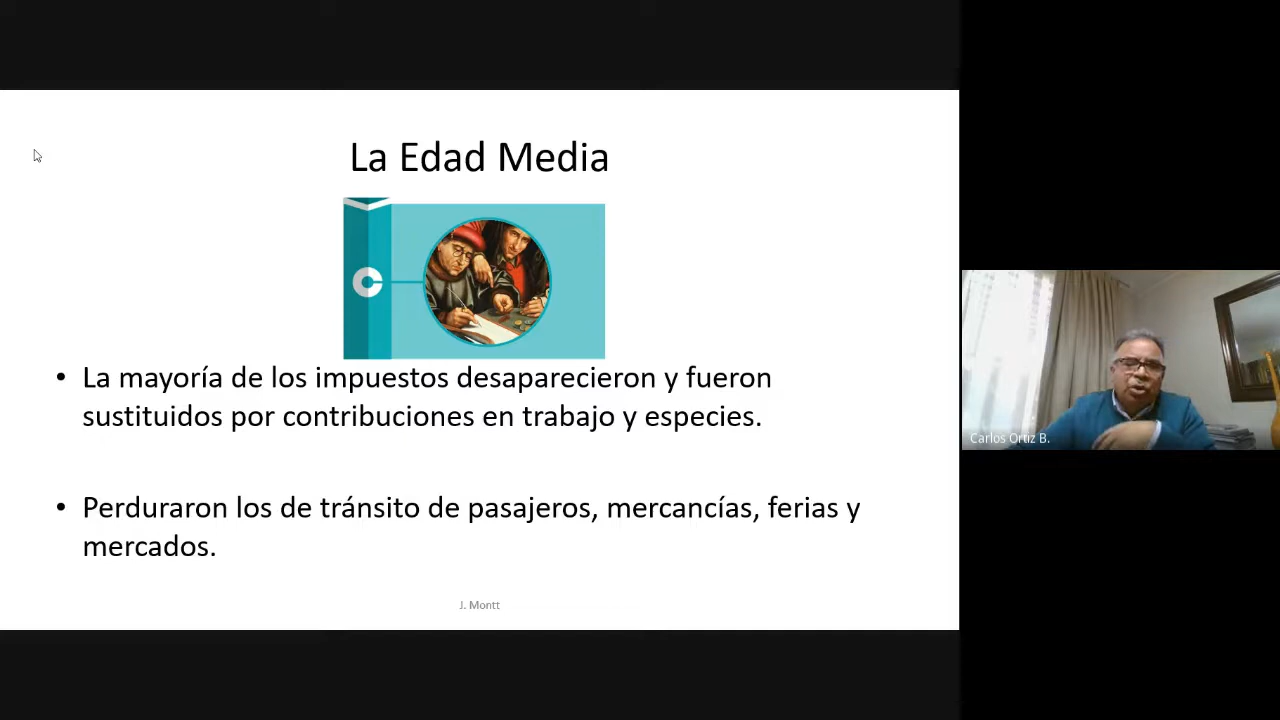 La Edad Media
• La mayoría de los impuestos desaparecieron y fueron
sustituidos por contribuciones en trabajo y especies.
• Perduraron los de tránsito de pasajeros, mercancías, ferias y
mercados.
J. Montt
Carlos Ortiz B.